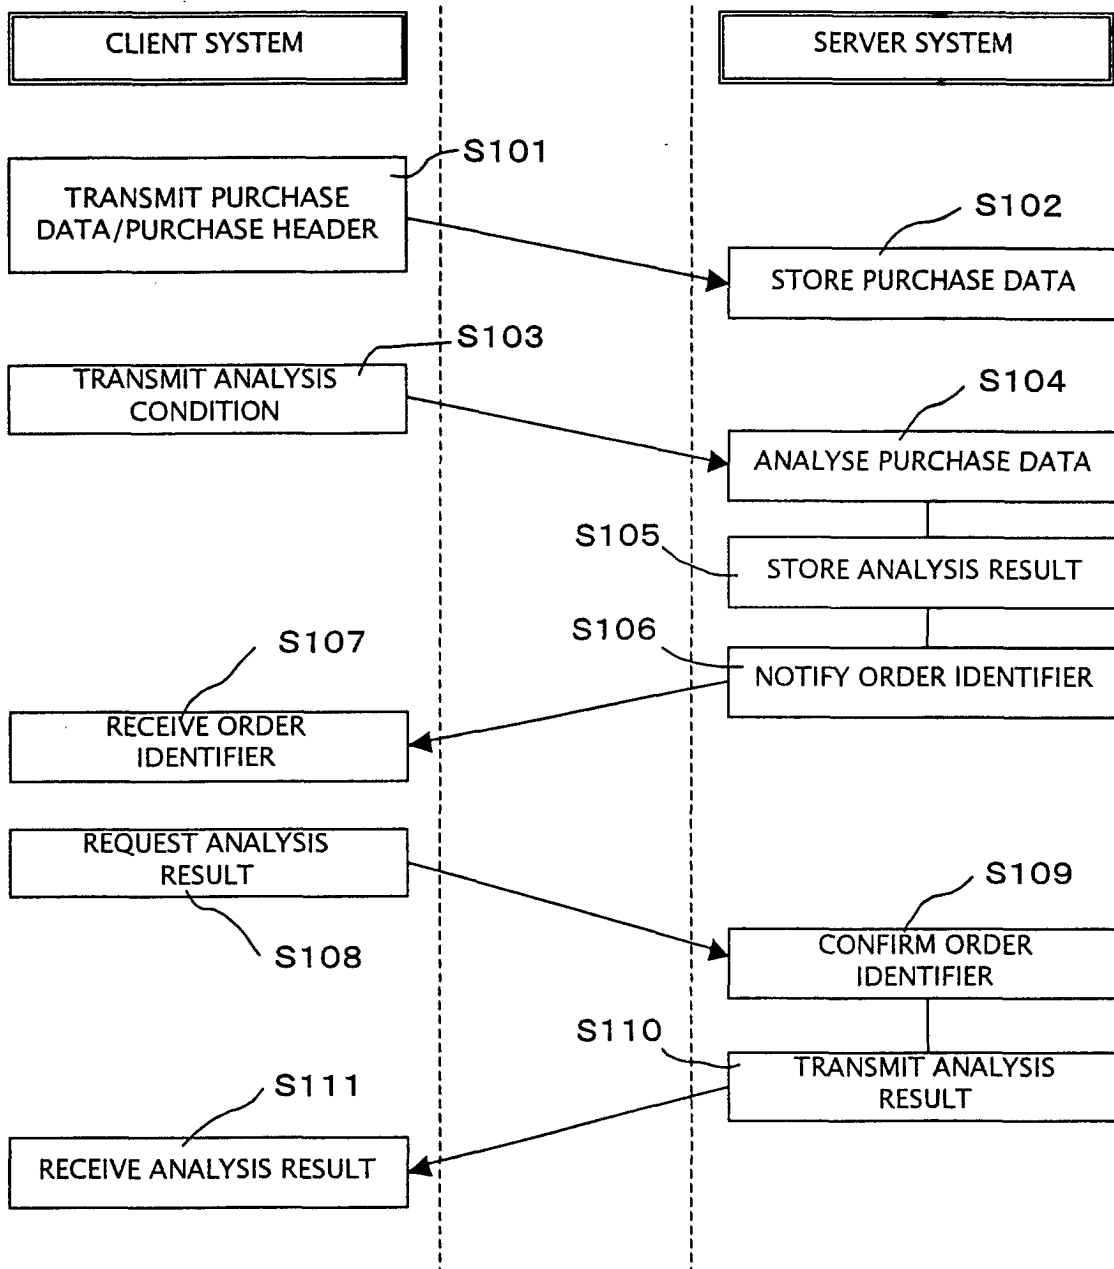 CLIENT SYSTEM
SERVER SYSTEM
S101
TRANSMIT PURCHASE
DATA/PURCHASE HEADER
S102
STORE PURCHASE DATA
S103
TRANSMIT ANALYSIS
CONDITION
S104
ANALYSE PURCHASE DATA
S105
STORE ANALYSIS RESULT
S106
NOTIFY ORDER IDENTIFIER
S107
RECEIVE ORDER
IDENTIFIER
REQUEST ANALYSIS
RESULT
S108
S109
CONFIRM ORDER
IDENTIFIER
S110
TRANSMIT ANALYSIS
RESULT
S111
RECEIVE ANALYSIS RESULT